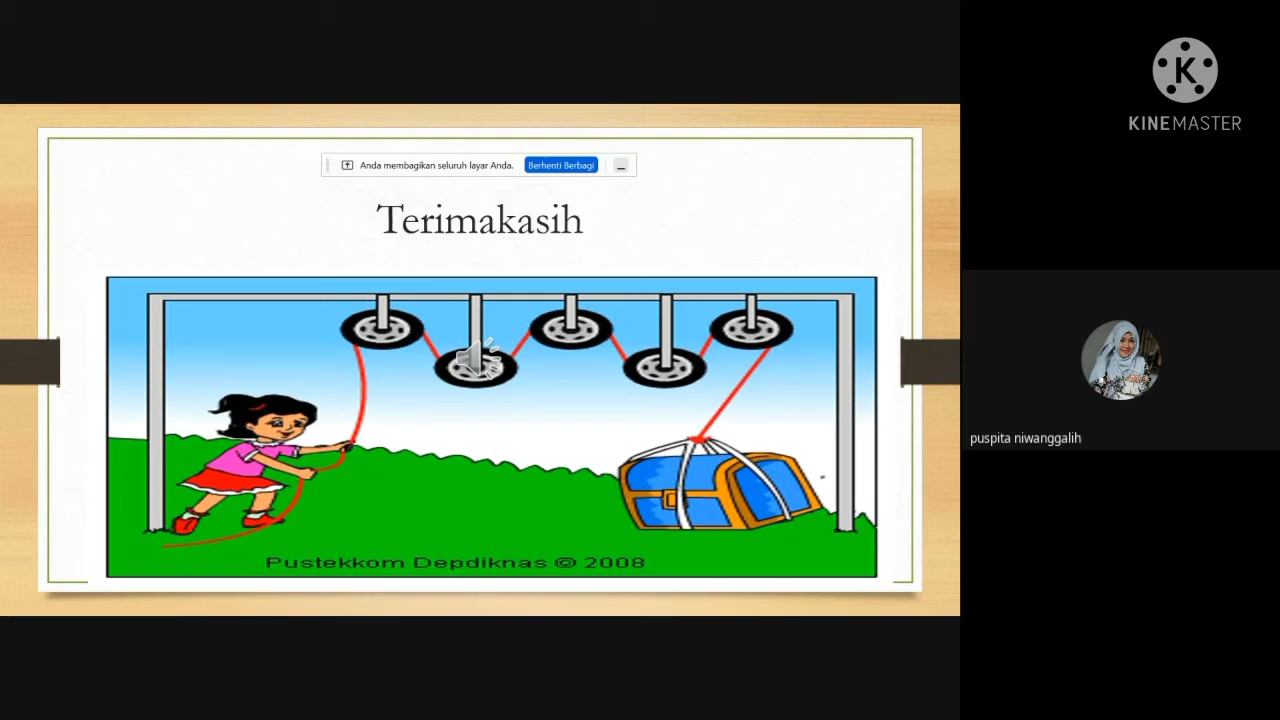 K
KINEMASTER
Anda membagikan seluruh layar Anda. Berhenti Berbagi
Terimakasih
Pustekkom Depdiknas © 2008
puspita niwanggalih